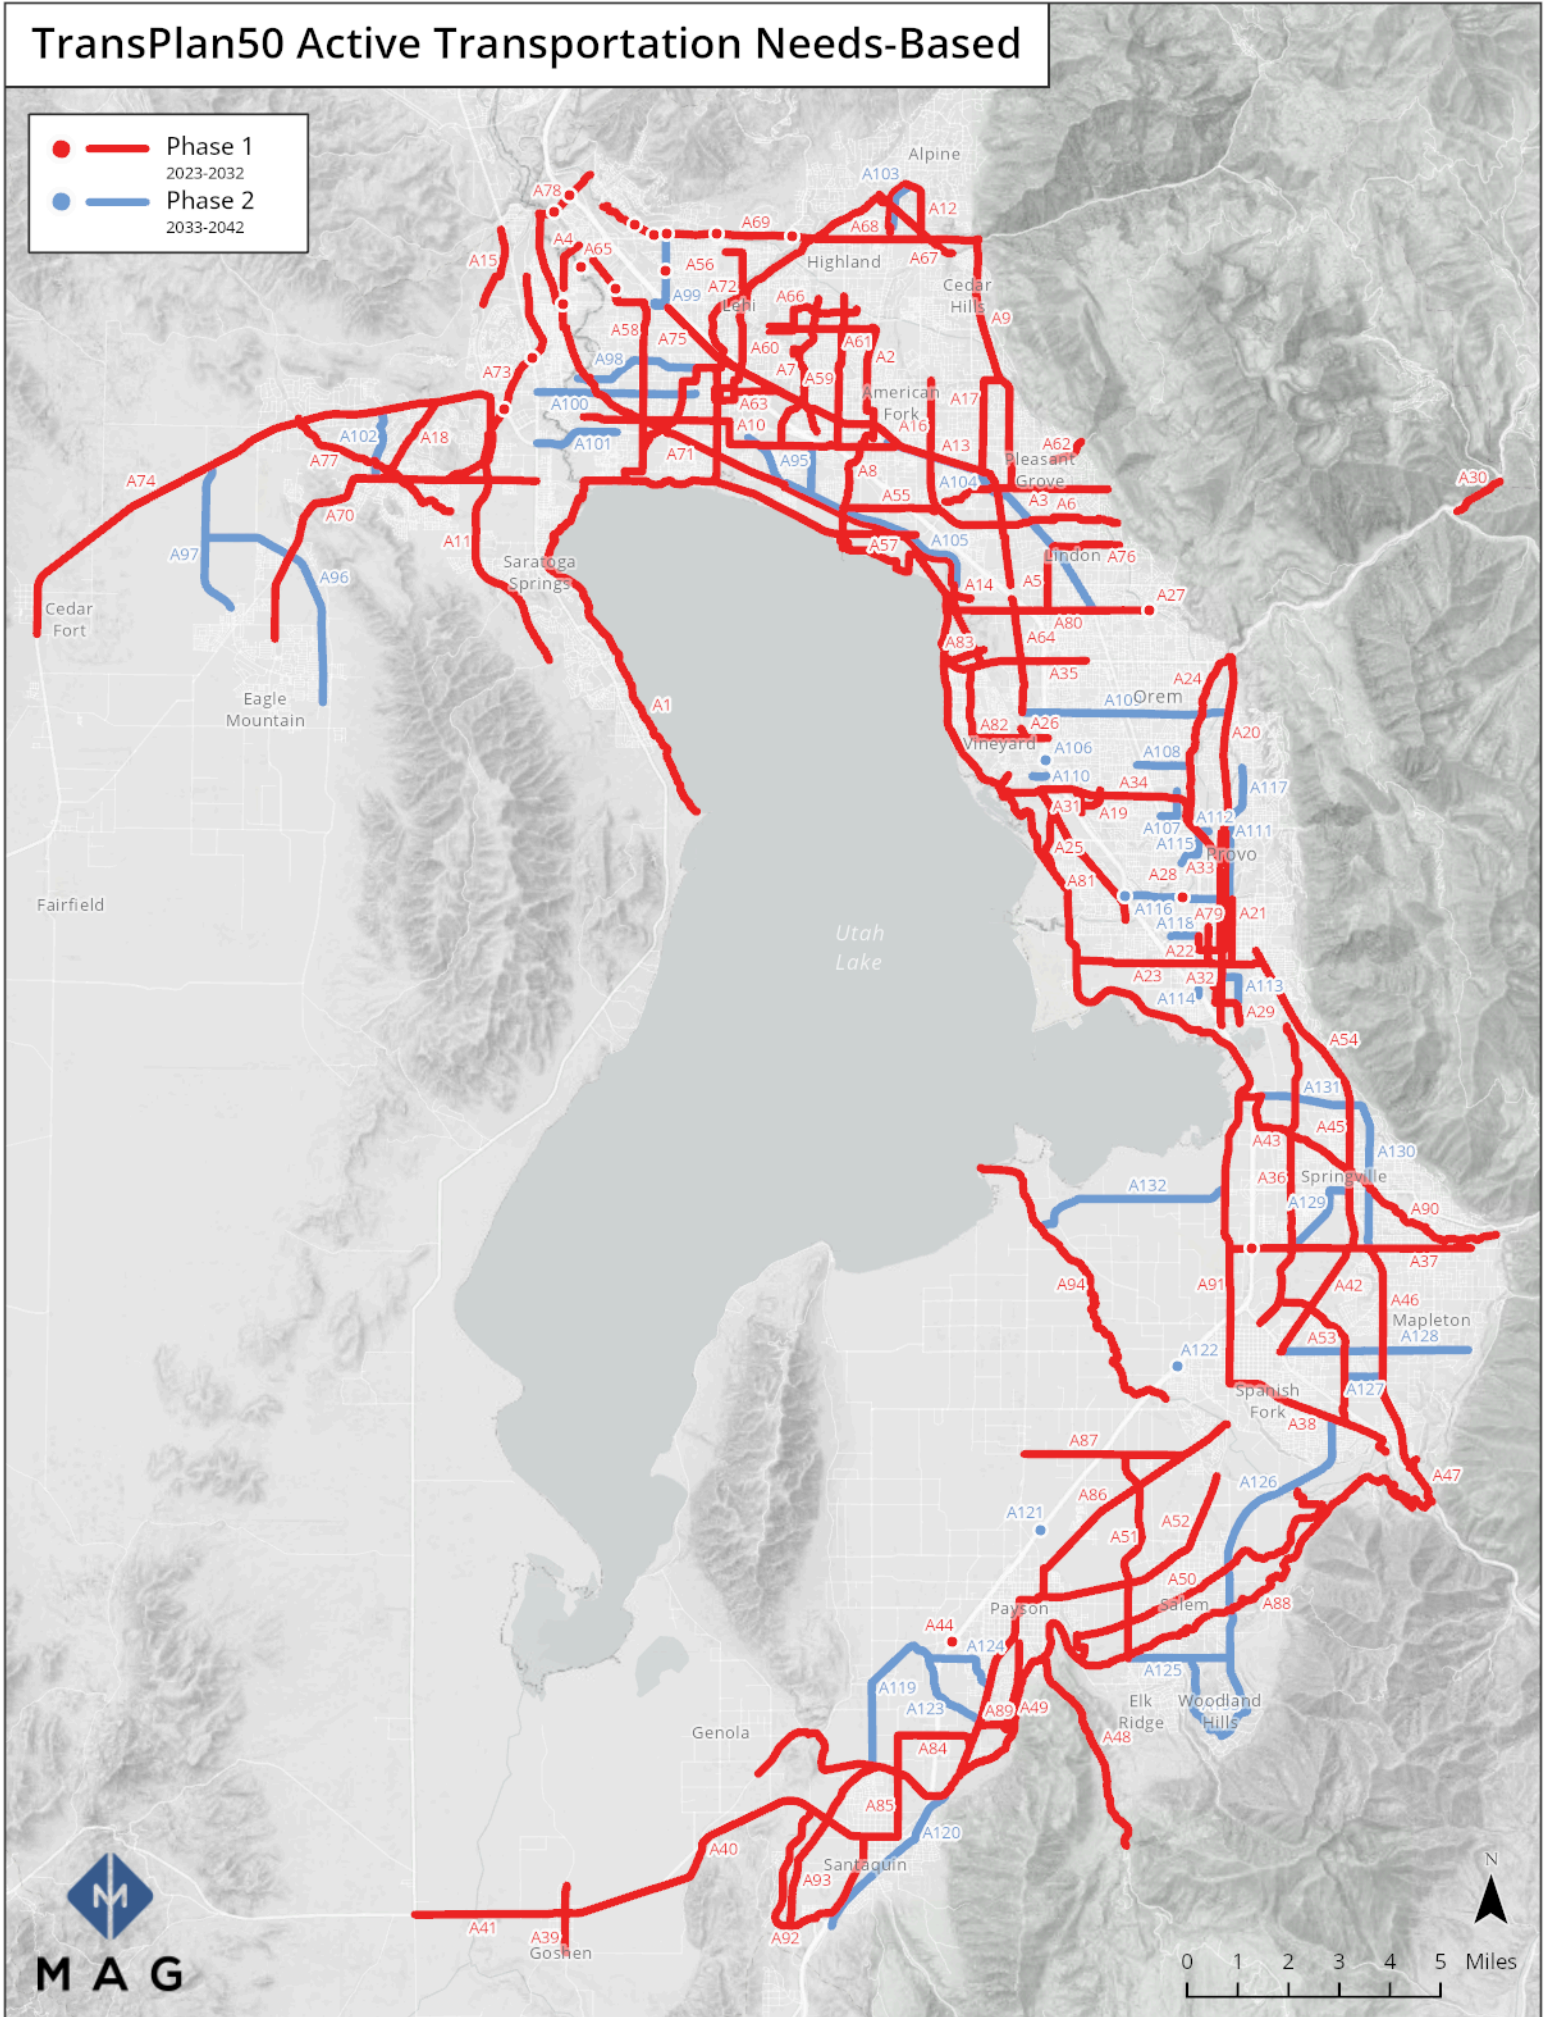 TransPlan50 Active Transportation Needs-Based
Phase 1
2023-2032
Phase 2
2033-2042
Alpine
A103
A78
A12
A69
A68
A4
A65
A15
A56
Highland
A67
A72
A66
Cedar
Hills
A99
Lehi
A9
A58
A75
A60
A61
A2
A98
A7
A59
A73
American
Fork
A100
A63
A17
A102
A18
A101
A10
A16
A62
A77
A71
A95
A8
A13
Pleasant
Grove
A74
A104
A30
A70
A55
A3
A6
A11
A57
A105
A97
Saratoga
Springs
Lindon
A76
A96
A14
A5
A27
Cedar
Fort
A80
A83
A64
A35
A24
Eagle
Mountain
A1
A109
Orem
A82
A26
A20
Vineyard
A106
A108
A110
A34
A117
A31
A19
A107
A112
A111
A25
A115
Provo
A33
A81
A28
Fairfield
A116
A79
A21
A118
Utah
Lake
A22
A23
A32
A113
A114
A29
A54
A131
A45
A43
A130
A36
Springville
A132
A129
A90
A37
A94
A91
A42
A46
Mapleton
A53
A128
A122
A127
Spanish
Fork
A38
A87
A47
A126
A86
A121
A52
A51
A50
Payson
Salem
A88
A44
A124
A125
A119
A123
A89
A49
Elk
Ridge
Woodland
Hills
Genola
A84
A48
A85
A120
A40
Santaquin
A93
A41
A39
Goshen
A92
MAG
N
0 1 2 3 4 5 Miles